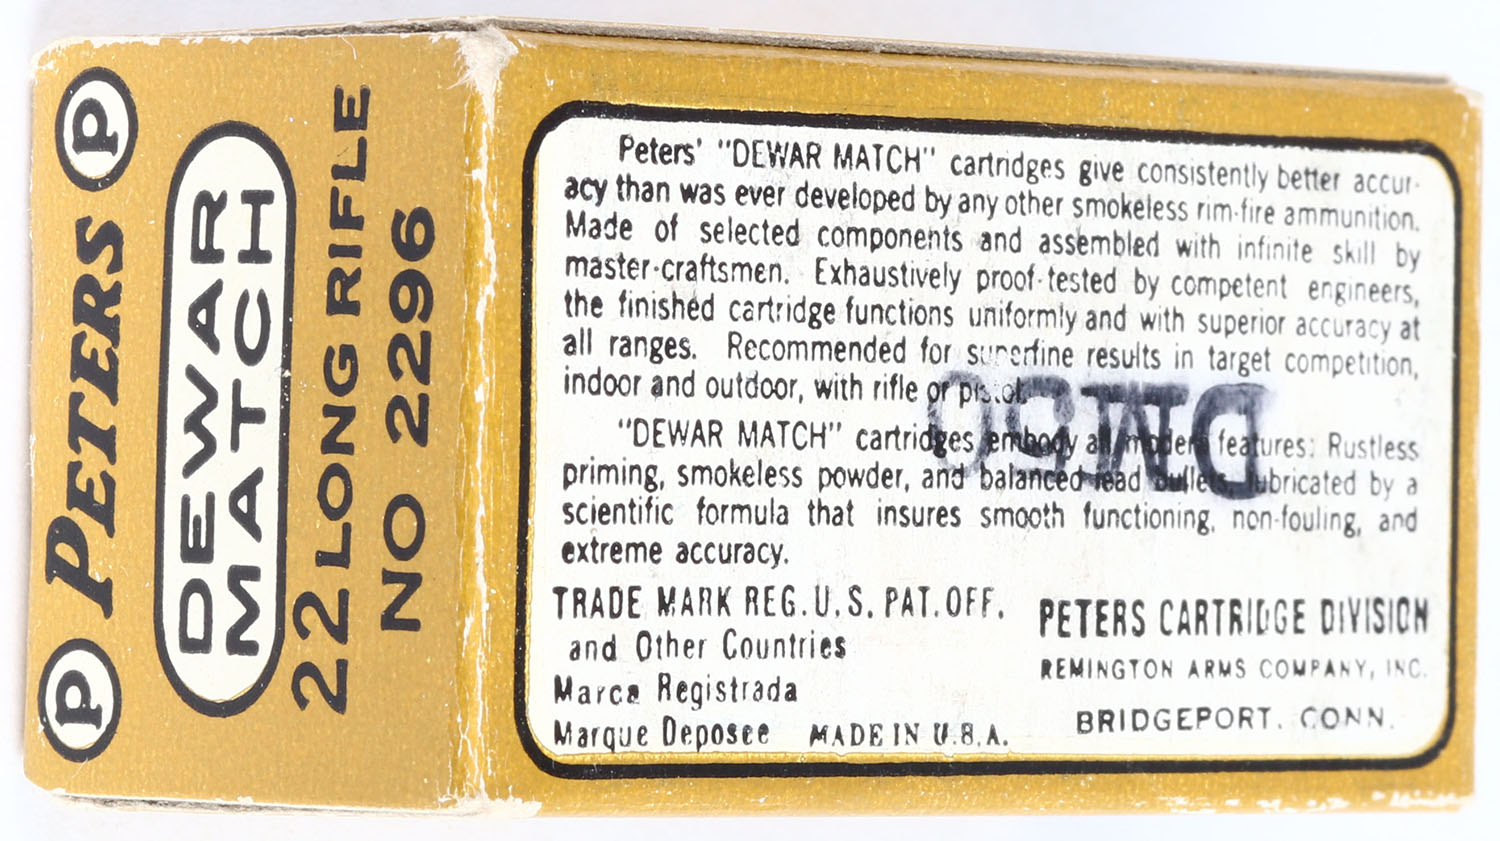 P PETERS P
DEWAR
MATCH
22 LONG RIFLE
NO 2296
Peters' "DEWAR MATCH" cartridges give consistently better accur-
acy than was ever developed by any other smokeless rim-fire ammunition.
Made of selected components and assembled with infinite skill by
master-craftsmen. Exhaustively proof-tested by competent engineers,
the finished cartridge functions uniformly and with superior accuracy at
all ranges. Recommended for superfine results in target competition,
indoor and outdoor, with rifle or pistol.
"DEWAR MATCH" cartridges embody all modern features: Rustless
priming, smokeless powder, and balanced lead bullets, lubricated by a
scientific formula that insures smooth functioning, non-fouling, and
extreme accuracy.
TRADE MARK REG. U. S. PAT. OFF.
and Other Countries
Marca Registrada
Marque Deposee MADE IN U.S.A.
PETERS CARTRIDGE DIVISION
REMINGTON ARMS COMPANY, INC.
BRIDGEPORT. CONN.